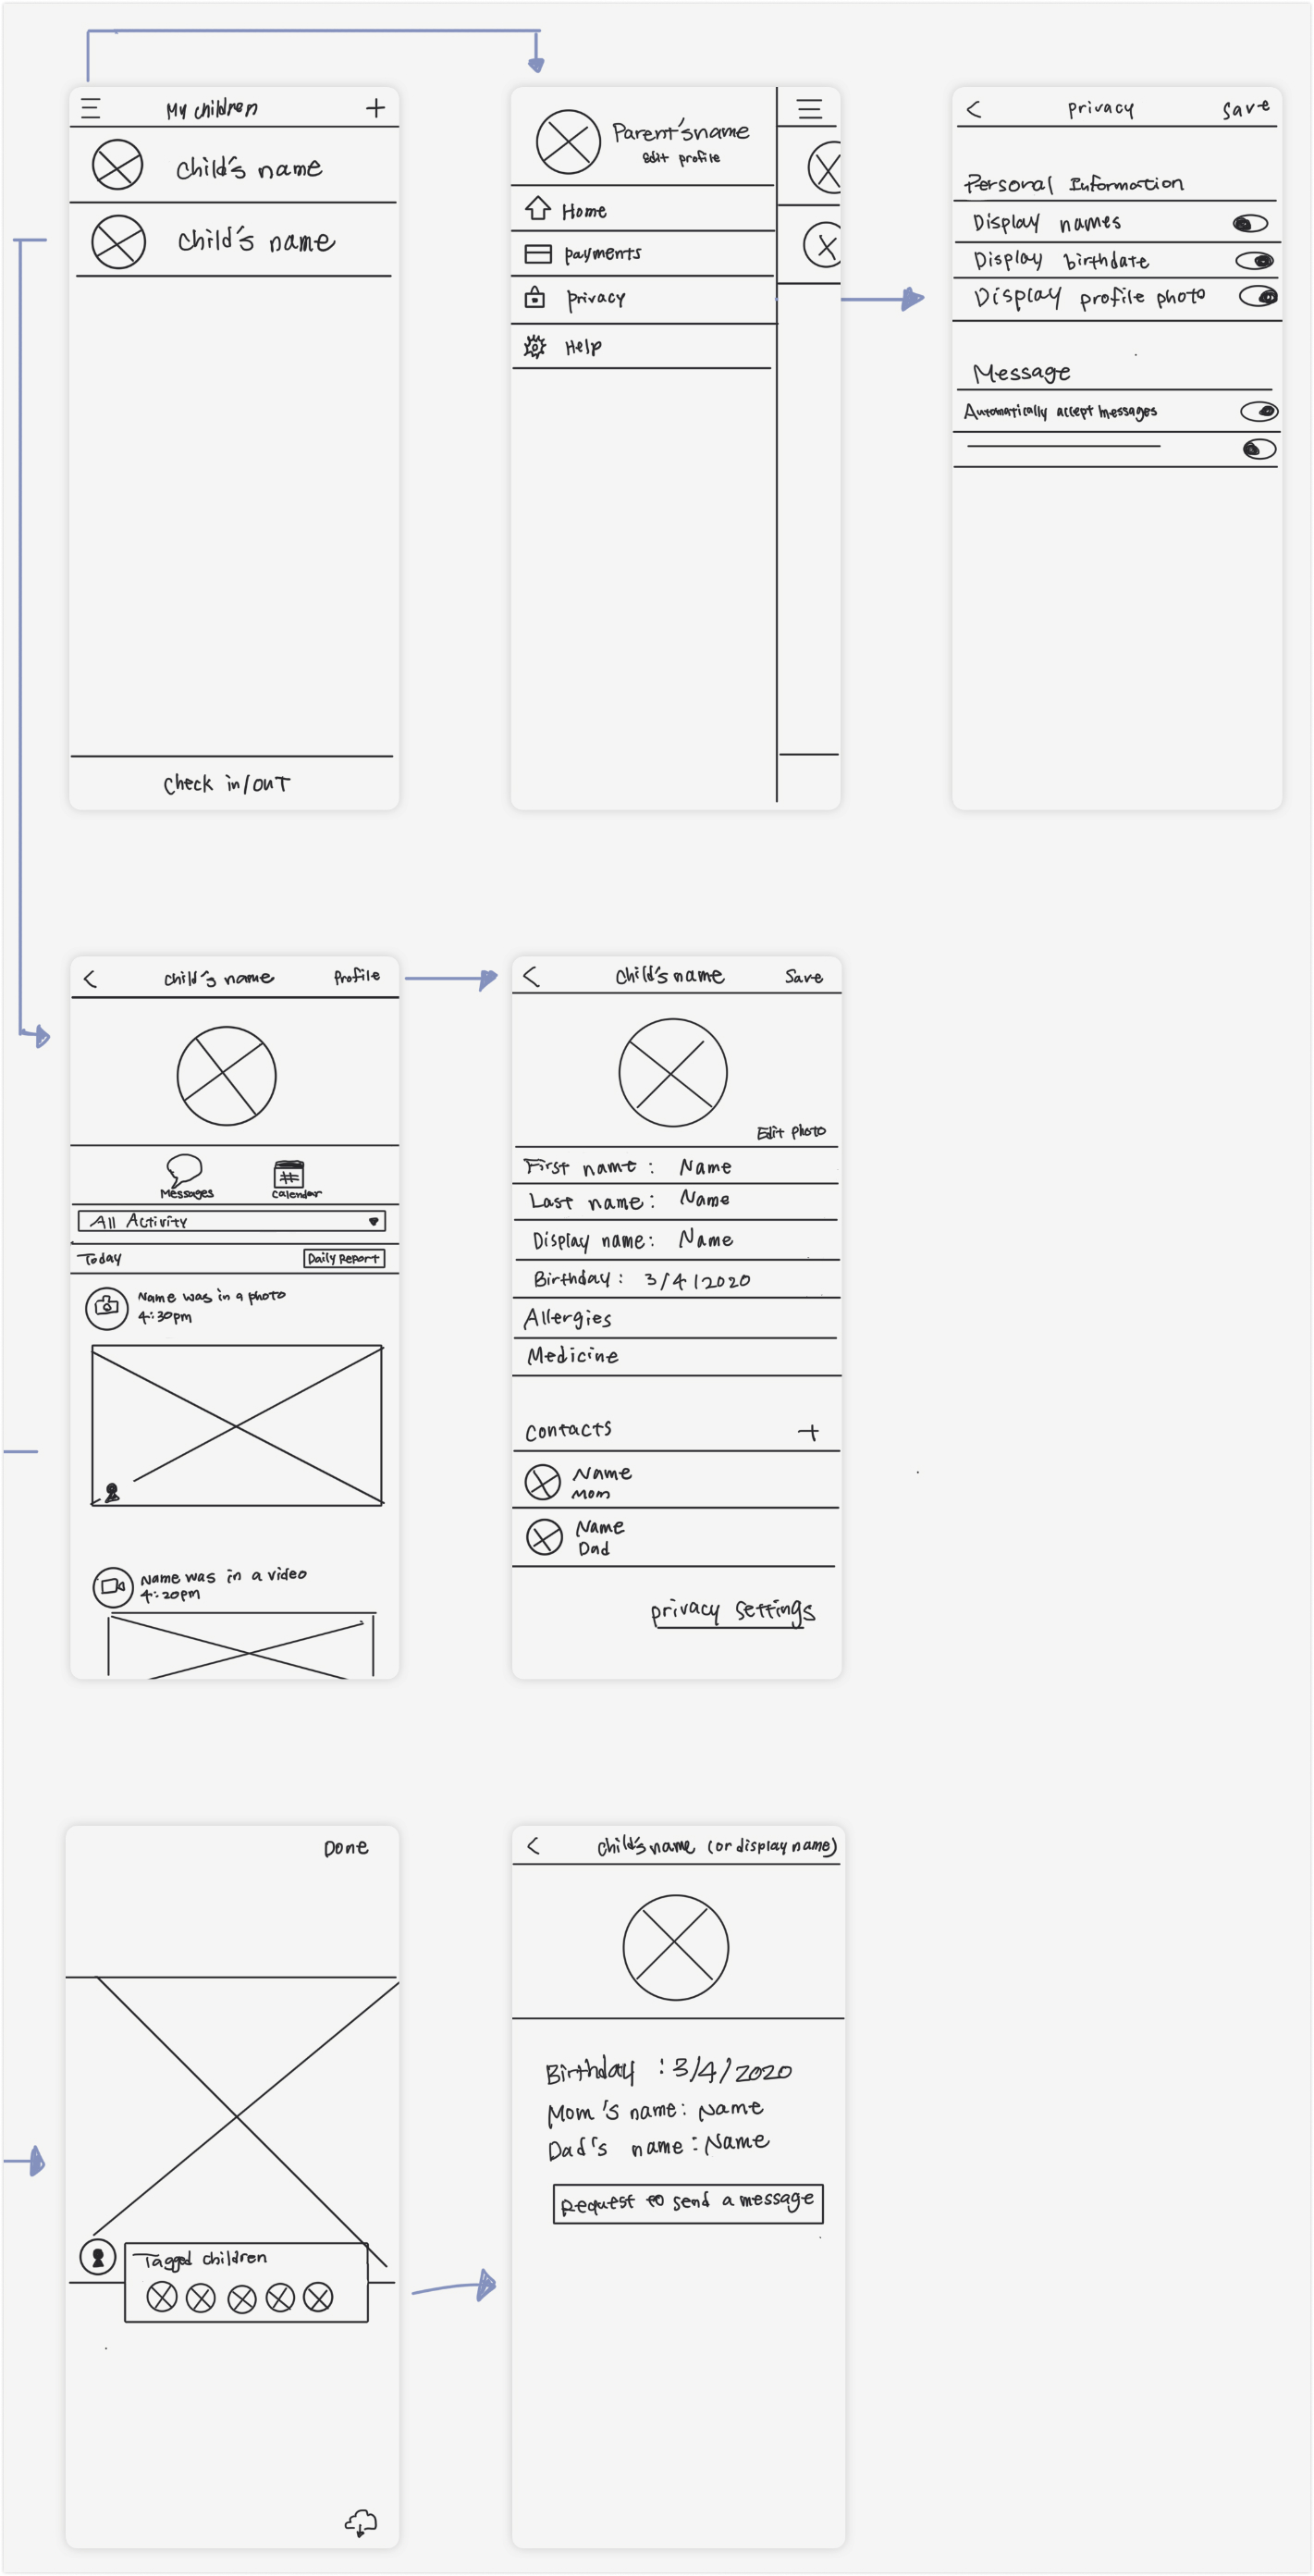 My children
+
child's name
child's name
check in/out
Parent'sname
edit profile
Home
payments
privacy
Help
<
privacy
Save
Personal Information
Display names
Display birthdate
Display profile photo
Message
Automatically accept messages
<
child's name
Profile
Messages
calendar
All Activity
Today
Daily Report
Name was in a photo
4:30pm
Name was in a video
4:20pm
<
child's name
Save
Edit photo
First name : Name
Last name : Name
Display name: Name
Birthday : 3/4/2020
Allergies
Medicine
contacts
+
Name
Mom
Name
Dad
privacy settings
Done
Tagged children
<
child's name (or display name)
Birthday : 3/4/2020
Mom's name: Name
Dad's name : Name
Request to send a message